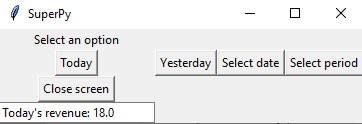 SuperPy
Select an option
Today Yesterday Select date Select period
Close screen
Today's revenue: 18.0